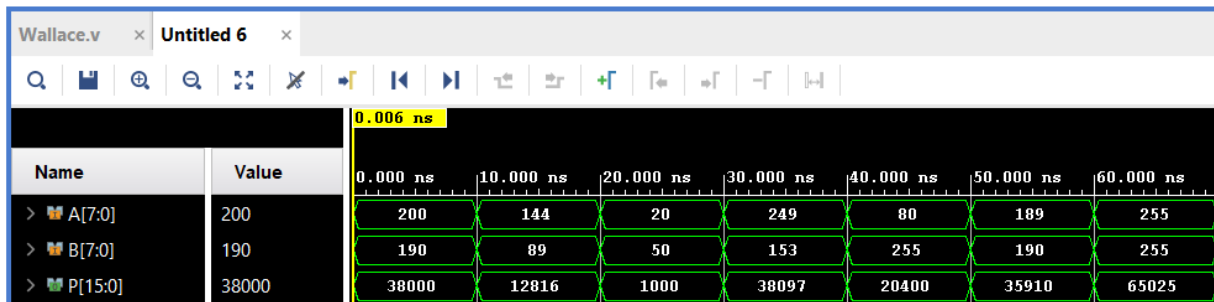 Wallace.v × Untitled 6 ×
0.006 ns
Name Value 0.000 ns 10.000 ns 20.000 ns 30.000 ns 40.000 ns 50.000 ns 60.000 ns
> A[7:0] 200 200 144 20 249 80 189 255
> B[7:0] 190 190 89 50 153 255 190 255
> P[15:0] 38000 38000 12816 1000 38097 20400 35910 65025